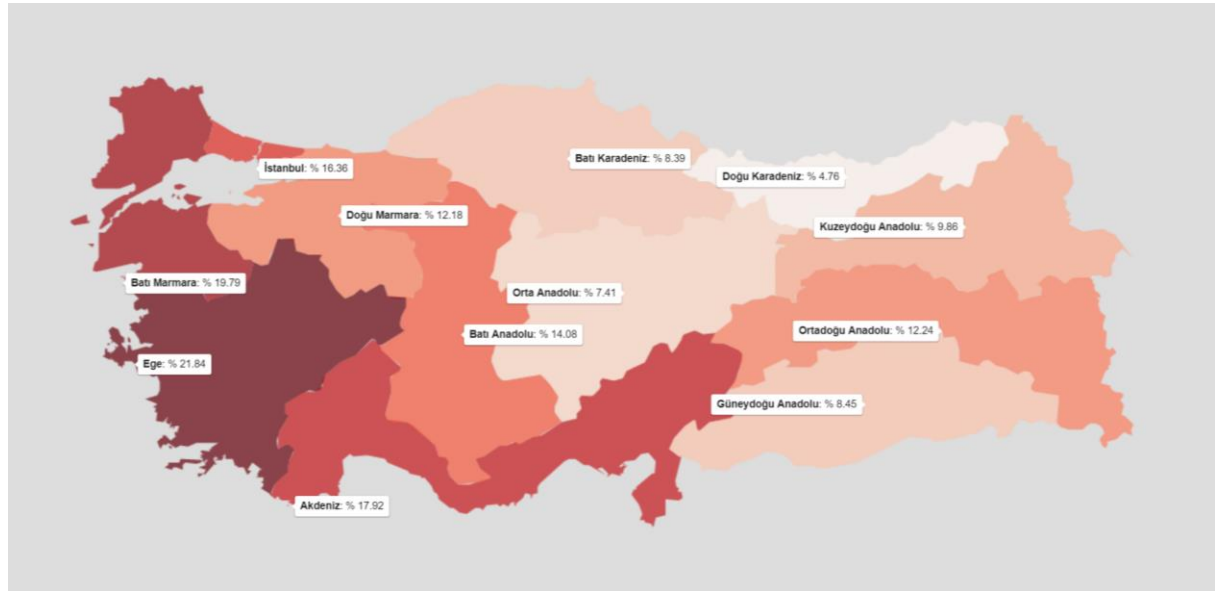 Batı Karadeniz: % 8.39
İstanbul: % 16.36
Doğu Karadeniz: % 4.76
Doğu Marmara: % 12.18
Kuzeydoğu Anadolu: % 9.86
Batı Marmara: % 19.79
Orta Anadolu: % 7.41
Batı Anadolu: % 14.08
Ortadoğu Anadolu: % 12.24
Ege: % 21.84
Güneydoğu Anadolu: % 8.45
Akdeniz: % 17.92